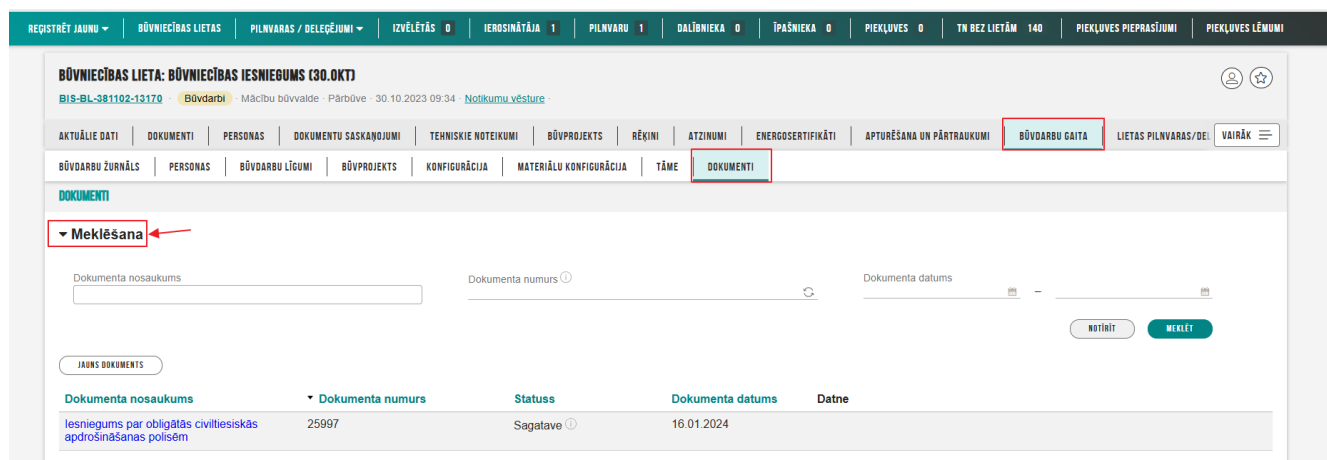 REĢISTRĒT JAUNU BŪVNIECĪBAS LIETAS PILNVARAS / DELEĢĒJUMI IZVĒLĒTĀS 0 IEROSINĀTĀJA 1 PILNVARU 1 DALĪBNIEKA 0 ĪPAŠNIEKA 0 PIEKĻUVES 0 TN BEZ LIETĀM 140 PIEKĻUVES PIEPRASĪJUMI PIEKĻUVES LĒMUMI
BŪVNIECĪBAS LIETA: BŪVNIECĪBAS IESNIEGUMS (30.OKT)
BIS-BL-381102-13170 · Būvdarbi · Mācību būvvalde · Pārbūve · 30.10.2023 09:34 · Notikumu vēsture ·
AKTUĀLIE DATI DOKUMENTI PERSONAS DOKUMENTU SASKAŅOJUMI TEHNISKIE NOTEIKUMI BŪVPROJEKTS RĒĶINI ATZINUMI ENERGOSERTIFIKĀTI APTURĒŠANA UN PĀRTRAUKUMI BŪVDARBU GAITA LIETAS PILNVARAS/DEL VAIRĀK
BŪVDARBU ŽURNĀLS PERSONAS BŪVDARBU LĪGUMI BŪVPROJEKTS KONFIGURĀCIJA MATERIĀLU KONFIGURĀCIJA TĀME DOKUMENTI
DOKUMENTI
Meklēšana
Dokumenta nosaukums Dokumenta numurs Dokumenta datums
–
NOTĪRĪT MEKLĒT
JAUNS DOKUMENTS
Dokumenta nosaukums Dokumenta numurs Statuss Dokumenta datums Datne
Iesniegums par obligātās civiltiesiskās 25997 Sagatave 16.01.2024
apdrošināšanas polisēm